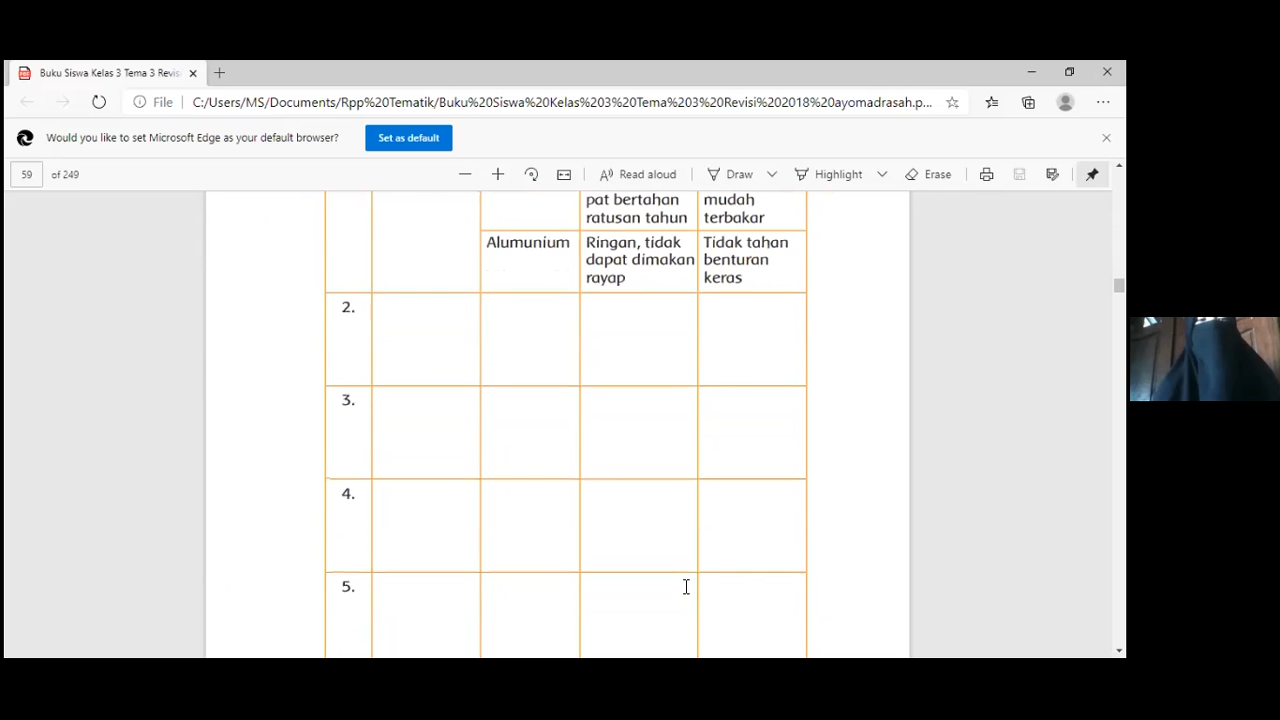 Buku Siswa Kelas 3 Tema 3 Revis
File C:/Users/MS/Documents/Rpp%20Tematik/Buku%20Siswa%20Kelas%203%20Tema%203%20Revisi%202018%20ayomadrasah.p...
Would you like to set Microsoft Edge as your default browser? Set as default
59 of 249 Read aloud Draw Highlight Erase
pat bertahan
ratusan tahun
mudah
terbakar
Alumunium
Ringan, tidak
dapat dimakan
rayap
Tidak tahan
benturan
keras
2.
3.
4.
5.